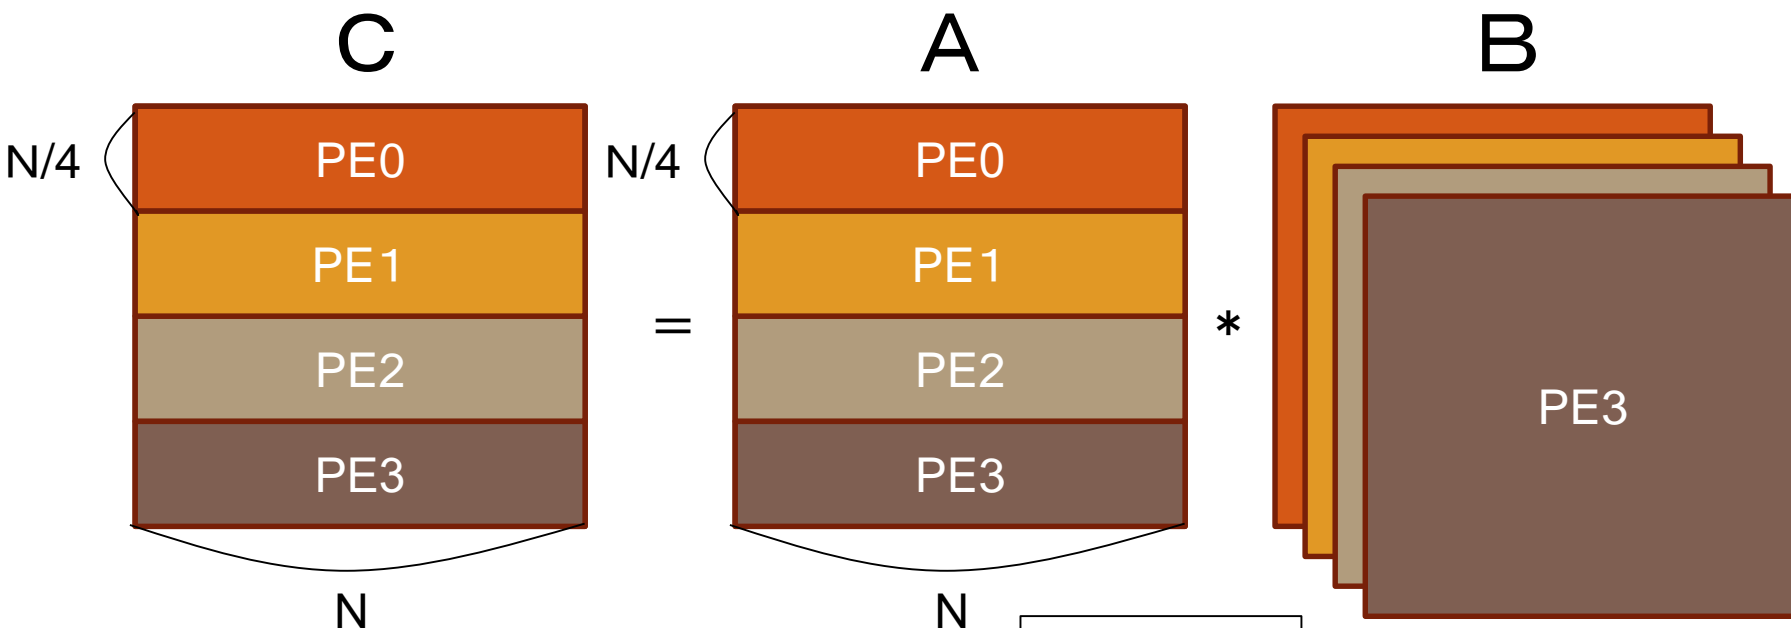 C A B
N/4 PE0 N/4 PE0
PE1 PE1
= *
PE2 PE2 PE3
PE3 PE3
N N